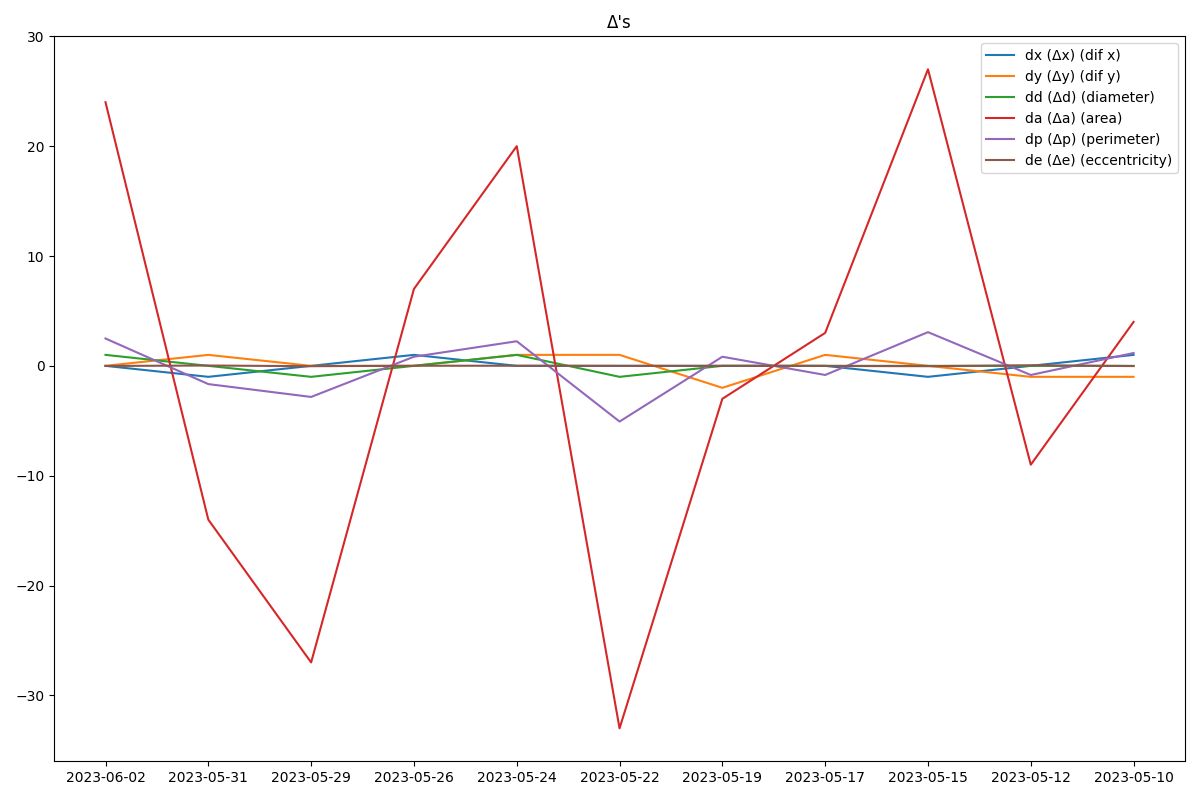 Δ's
dx (Δx) (dif x)
dy (Δy) (dif y)
dd (Δd) (diameter)
da (Δa) (area)
dp (Δp) (perimeter)
de (Δe) (eccentricity)
30
20
10
0
−10
−20
−30
2023-06-02 2023-05-31 2023-05-29 2023-05-26 2023-05-24 2023-05-22 2023-05-19 2023-05-17 2023-05-15 2023-05-12 2023-05-10